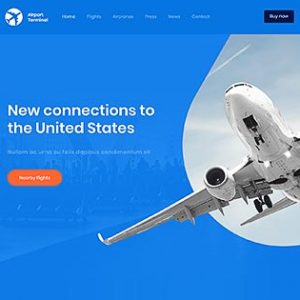 Airport
Terminal
Home Flights Airplanes Press News Contact
Buy now
New connections to
the United States
Nullam ac urna eu felis dapibus condimentum sit
Nearby flights